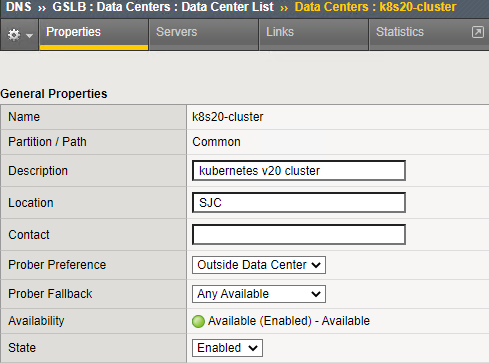 DNS ›› GSLB : Data Centers : Data Center List ›› Data Centers : k8s20-cluster
Properties Servers Links Statistics
General Properties
Name k8s20-cluster
Partition / Path Common
Description kubernetes v20 cluster
Location SJC
Contact
Prober Preference Outside Data Center
Prober Fallback Any Available
Availability Available (Enabled) - Available
State Enabled